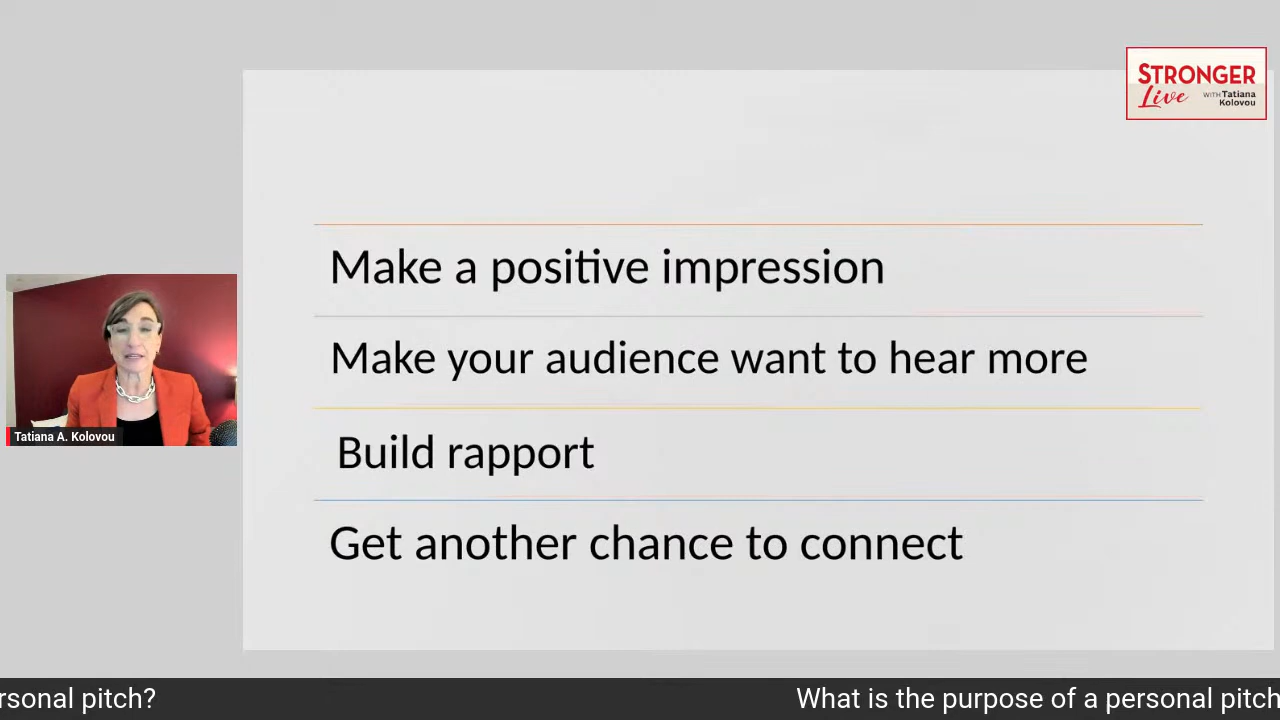 STRONGER
Live WITH Tatiana
Kolovou
Make a positive impression
Make your audience want to hear more
Build rapport
Get another chance to connect
Tatiana A. Kolovou
rsonal pitch? What is the purpose of a personal pitch